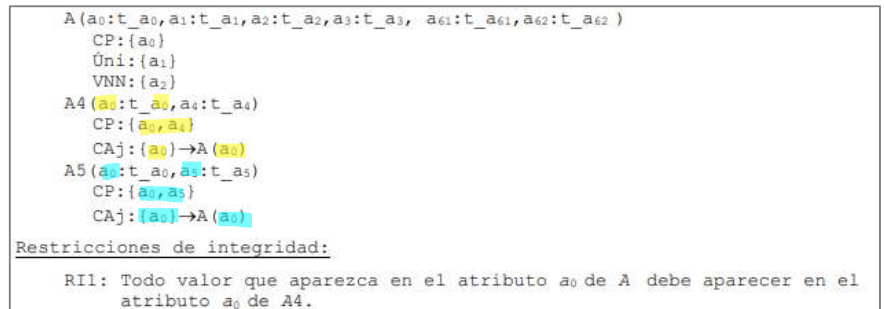 A(a₀:t_a₀,a₁:t_a₁,a₂:t_a₂,a₃:t_a₃, a₆₁:t_a₆₁,a₆₂:t_a₆₂ )
CP:{a₀}
Úni:{a₁}
VNN:{a₂}
A4(a₀:t_a₀,a₄:t_a₄)
CP:{a₀,a₄}
CAj:{a₀}→A(a₀)
A5(a₀:t_a₀,a₅:t_a₅)
CP:{a₀,a₅}
CAj:{a₀}→A(a₀)
Restricciones de integridad:
RI1: Todo valor que aparezca en el atributo a₀ de A debe aparecer en el
atributo a₀ de A4.